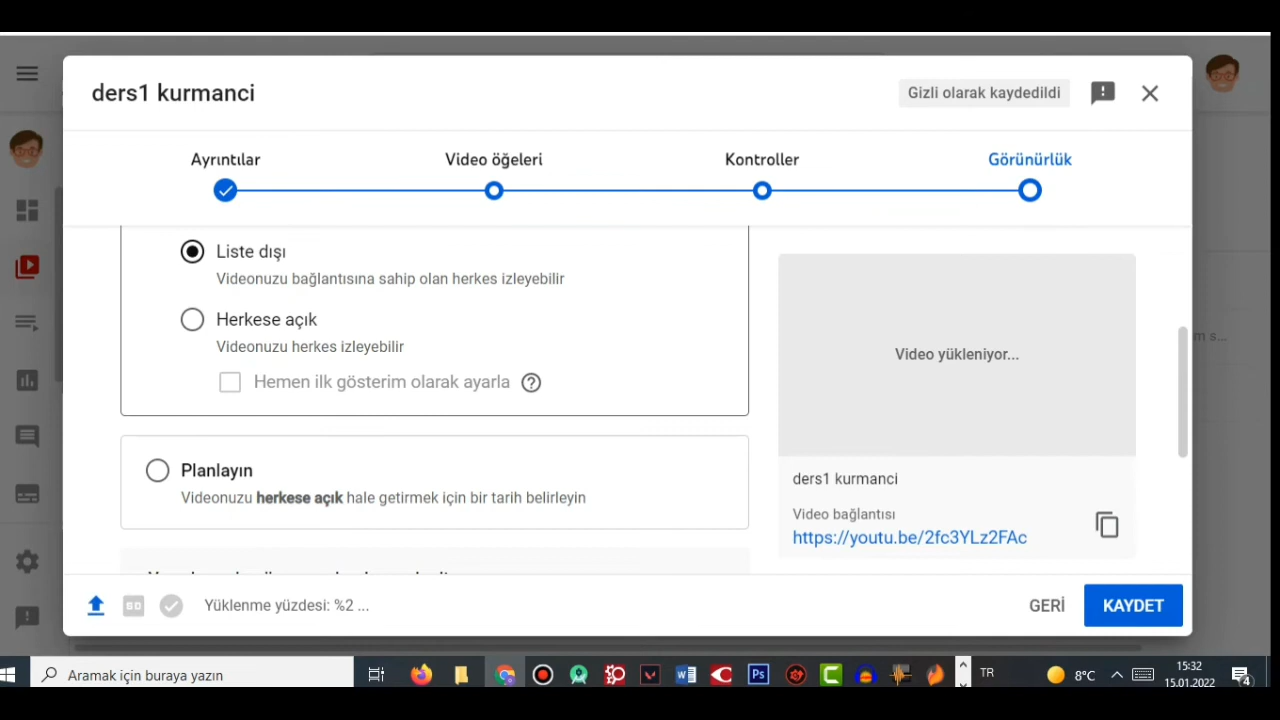 ders1 kurmanci
Gizli olarak kaydedildi
Ayrıntılar
Video öğeleri
Kontroller
Görünürlük
Liste dışı
Videonuzu bağlantısına sahip olan herkes izleyebilir
Herkese açık
Videonuzu herkes izleyebilir
Hemen ilk gösterim olarak ayarla
Planlayın
Videonuzu herkese açık hale getirmek için bir tarih belirleyin
Video yükleniyor...
ders1 kurmanci
Video bağlantısı
https://youtu.be/2fc3YLz2FAc
Yüklenme yüzdesi: %2 ...
GERİ
KAYDET
Aramak için buraya yazın
TR
8°C
15:32
15.01.2022
4